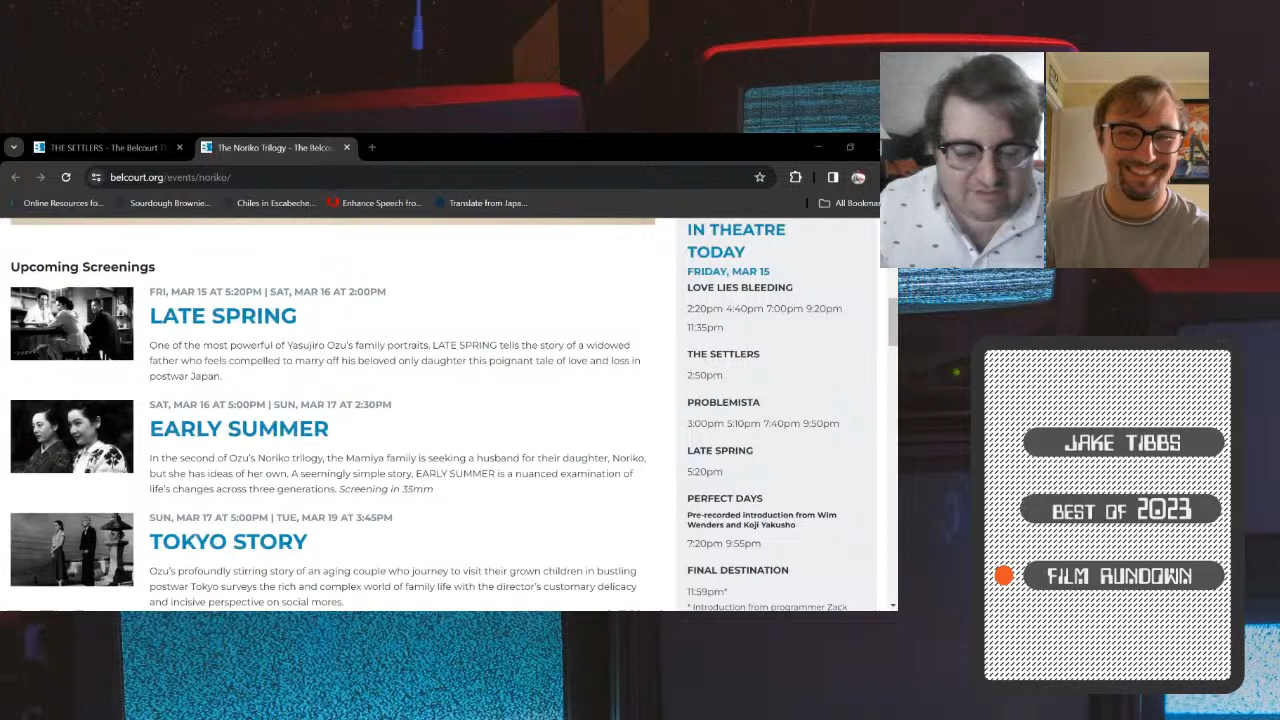 THE SETTLERS - The Belcourt T
The Noriko Trilogy - The Belcou
belcourt.org/events/noriko/
Online Resources fo...
Sourdough Brownie...
Chiles in Escabeche...
Enhance Speech fro...
Translate from Japa...
All Bookmar
Upcoming Screenings
FRI, MAR 15 AT 5:20PM | SAT, MAR 16 AT 2:00PM
LATE SPRING
One of the most powerful of Yasujiro Ozu's family portraits, LATE SPRING tells the story of a widowed
father who feels compelled to marry off his beloved only daughter this poignant tale of love and loss in
postwar Japan.
SAT, MAR 16 AT 5:00PM | SUN, MAR 17 AT 2:30PM
EARLY SUMMER
In the second of Ozu's Noriko trilogy, the Mamiya family is seeking a husband for their daughter, Noriko,
but she has ideas of her own. A seemingly simple story, EARLY SUMMER is a nuanced examination of
life's changes across three generations. Screening in 35mm
SUN, MAR 17 AT 5:00PM | TUE, MAR 19 AT 3:45PM
TOKYO STORY
Ozu's profoundly stirring story of an aging couple who journey to visit their grown children in bustling
postwar Tokyo surveys the rich and complex world of family life with the director's customary delicacy
and incisive perspective on social mores.
IN THEATRE
TODAY
FRIDAY, MAR 15
LOVE LIES BLEEDING
2:20pm 4:40pm 7:00pm 9:20pm
11:35pm
THE SETTLERS
2:50pm
PROBLEMISTA
3:00pm 5:10pm 7:40pm 9:50pm
LATE SPRING
5:20pm
PERFECT DAYS
Pre-recorded introduction from Wim
Wenders and Koji Yakusho
7:20pm 9:55pm
FINAL DESTINATION
11:59pm*
* Introduction from programmer Zack
JAKE TIBBS
BEST OF 2023
FILM RUNDOWN